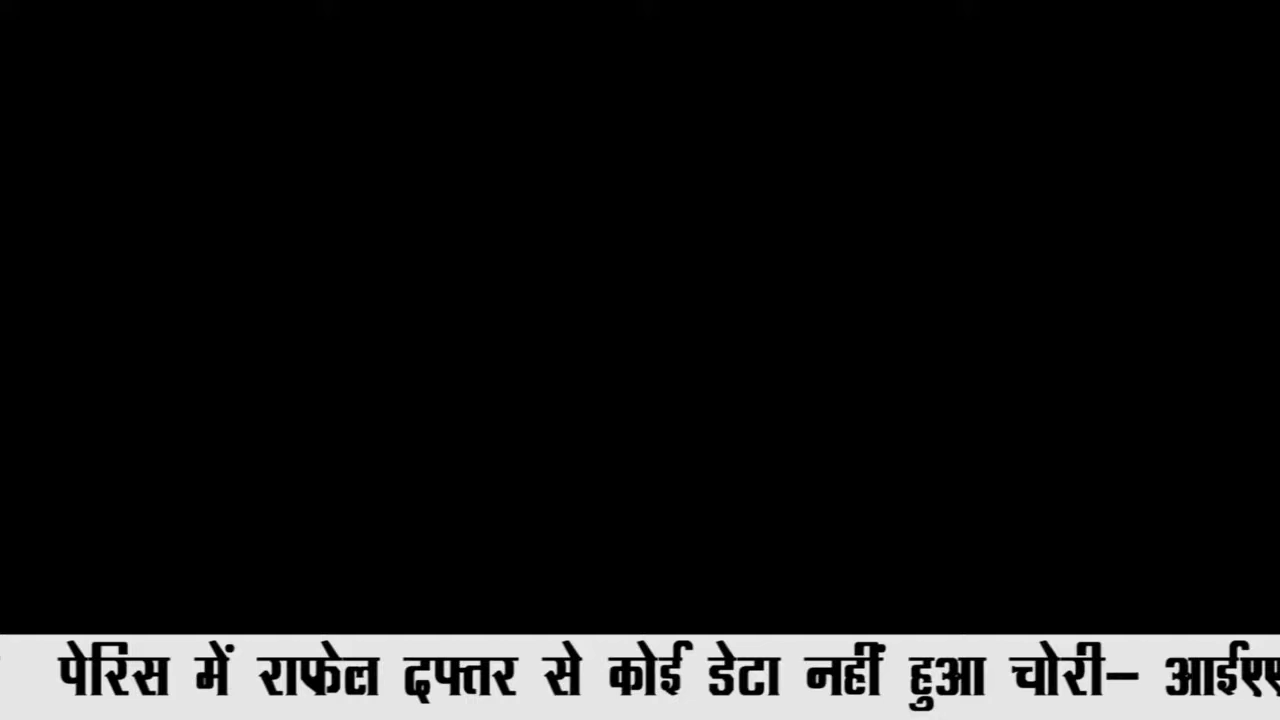 पेरिस में राफेल दफ्तर से कोई डेटा नहीं हुआ चोरी-